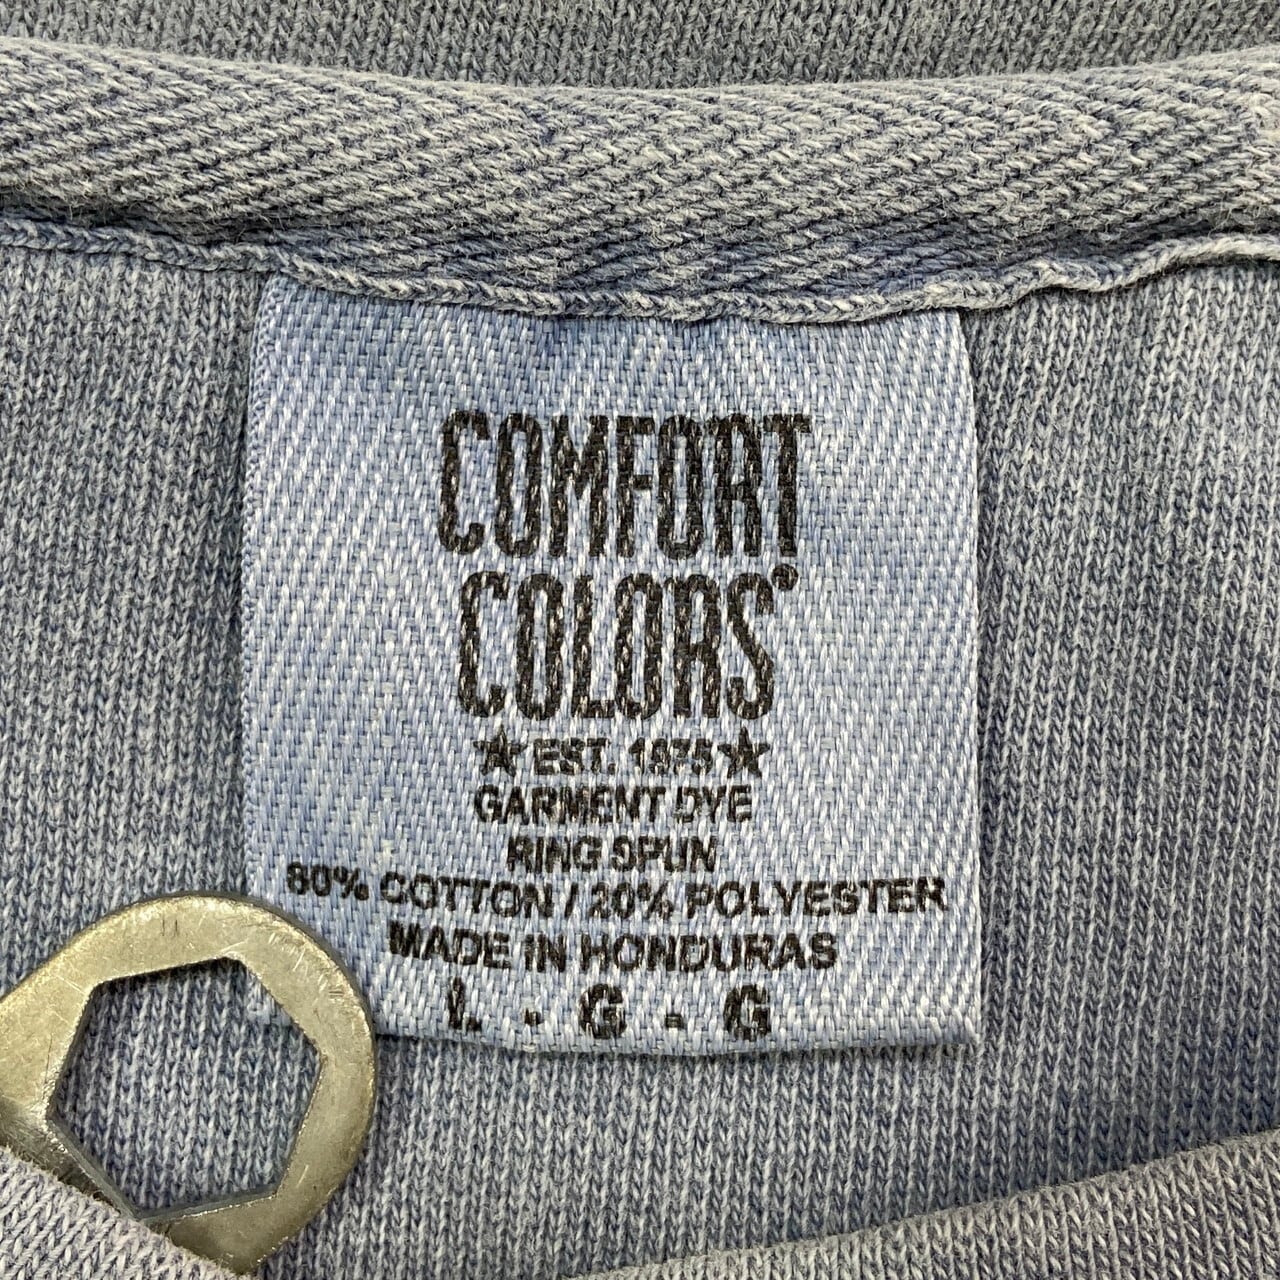 COMFORT
COLORS®
★EST. 1975★
GARMENT DYE
RING SPUN
80% COTTON / 20% POLYESTER
MADE IN HONDURAS
L - G - G